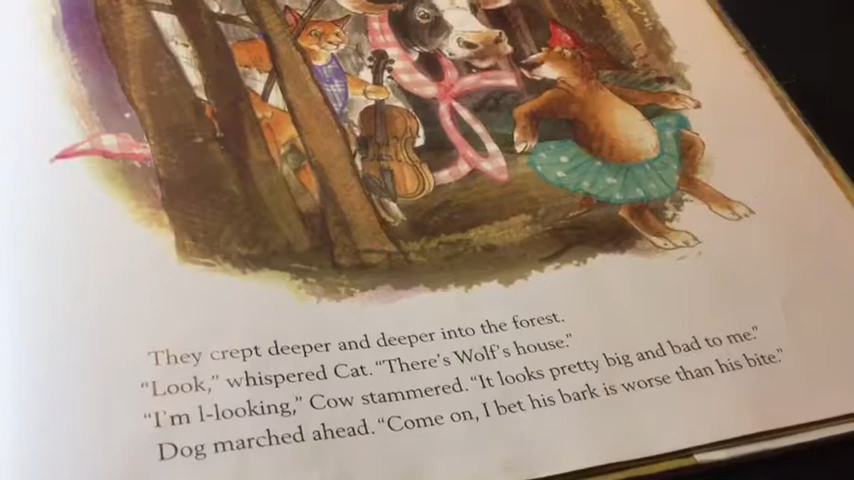 They crept deeper and deeper into the forest.
“Look,” whispered Cat. “There’s Wolf’s house.”
“I’m l-looking,” Cow stammered. “It looks pretty big and bad to me.”
Dog marched ahead. “Come on, I bet his bark is worse than his bite.”